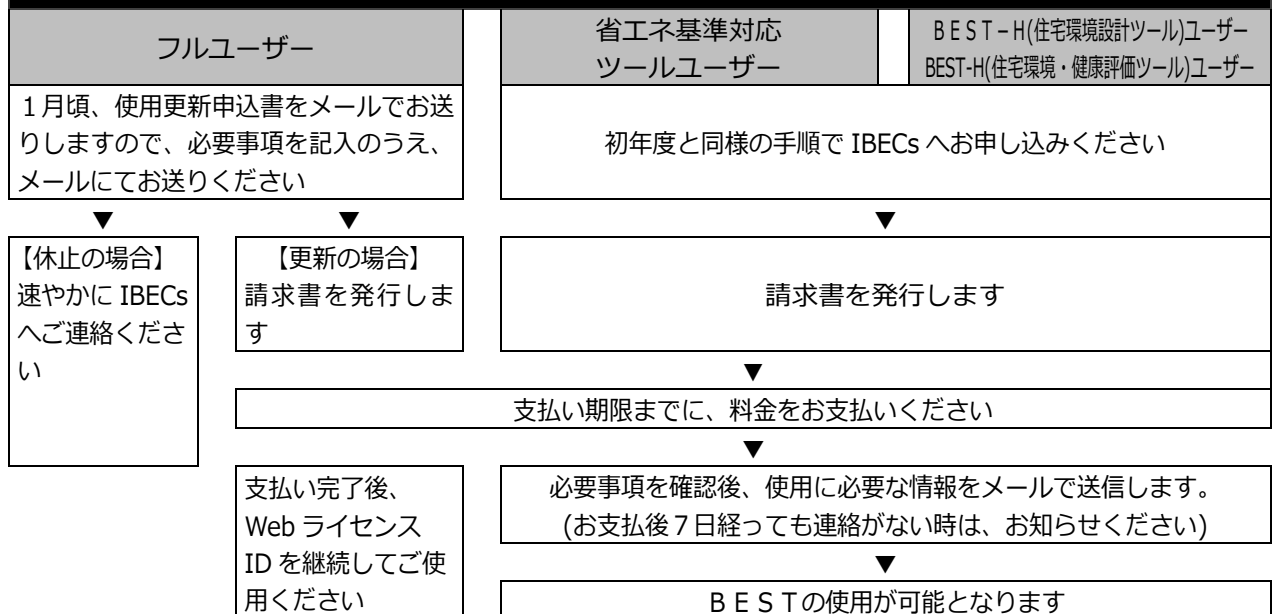 フルユーザー
省エネ基準対応
ツールユーザー
ＢＥＳＴ－Ｈ(住宅環境設計ツール)ユーザー
BEST-H(住宅環境・健康評価ツール)ユーザー
１月頃、使用更新申込書をメールでお送
りしますので、必要事項を記入のうえ、
メールにてお送りください
初年度と同様の手順で IBECs へお申し込みください
▼
▼
▼
【休止の場合】
速やかに IBECs
へご連絡くださ
い
【更新の場合】
請求書を発行しま
す
請求書を発行します
▼
支払い期限までに、料金をお支払いください
▼
支払い完了後、
Web ライセンス
ID を継続してご使
用ください
必要事項を確認後、使用に必要な情報をメールで送信します。
(お支払後７日経っても連絡がない時は、お知らせください)
▼
ＢＥＳＴの使用が可能となります